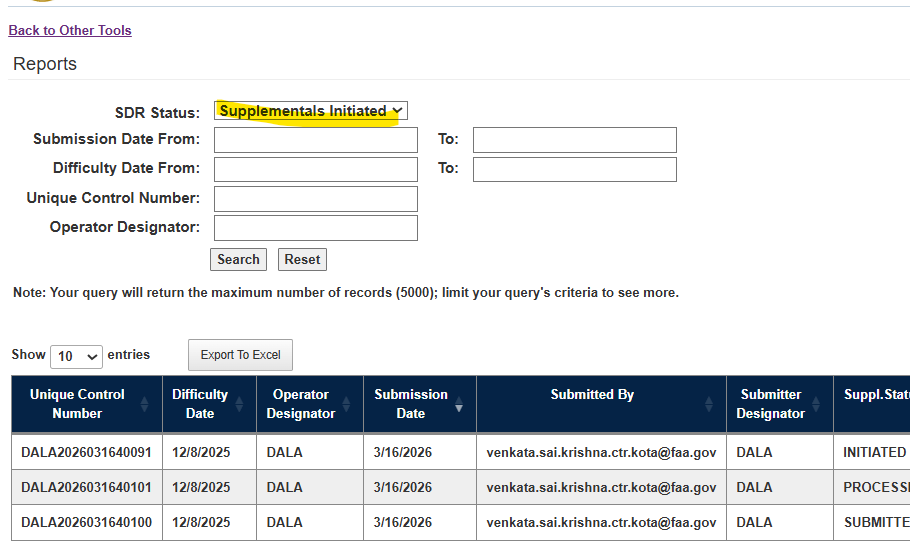 Back to Other Tools
Reports
SDR Status: Supplementals Initiated
Submission Date From: To:
Difficulty Date From: To:
Unique Control Number:
Operator Designator:
Search Reset
Note: Your query will return the maximum number of records (5000); limit your query's criteria to see more.
Show 10 entries Export To Excel
Unique Control Number Difficulty Date Operator Designator Submission Date Submitted By Submitter Designator Suppl.Stat
DALA2026031640091 12/8/2025 DALA 3/16/2026 venkata.sai.krishna.ctr.kota@faa.gov DALA INITIATED
DALA2026031640101 12/8/2025 DALA 3/16/2026 venkata.sai.krishna.ctr.kota@faa.gov DALA PROCESS
DALA2026031640100 12/8/2025 DALA 3/16/2026 venkata.sai.krishna.ctr.kota@faa.gov DALA SUBMITTE